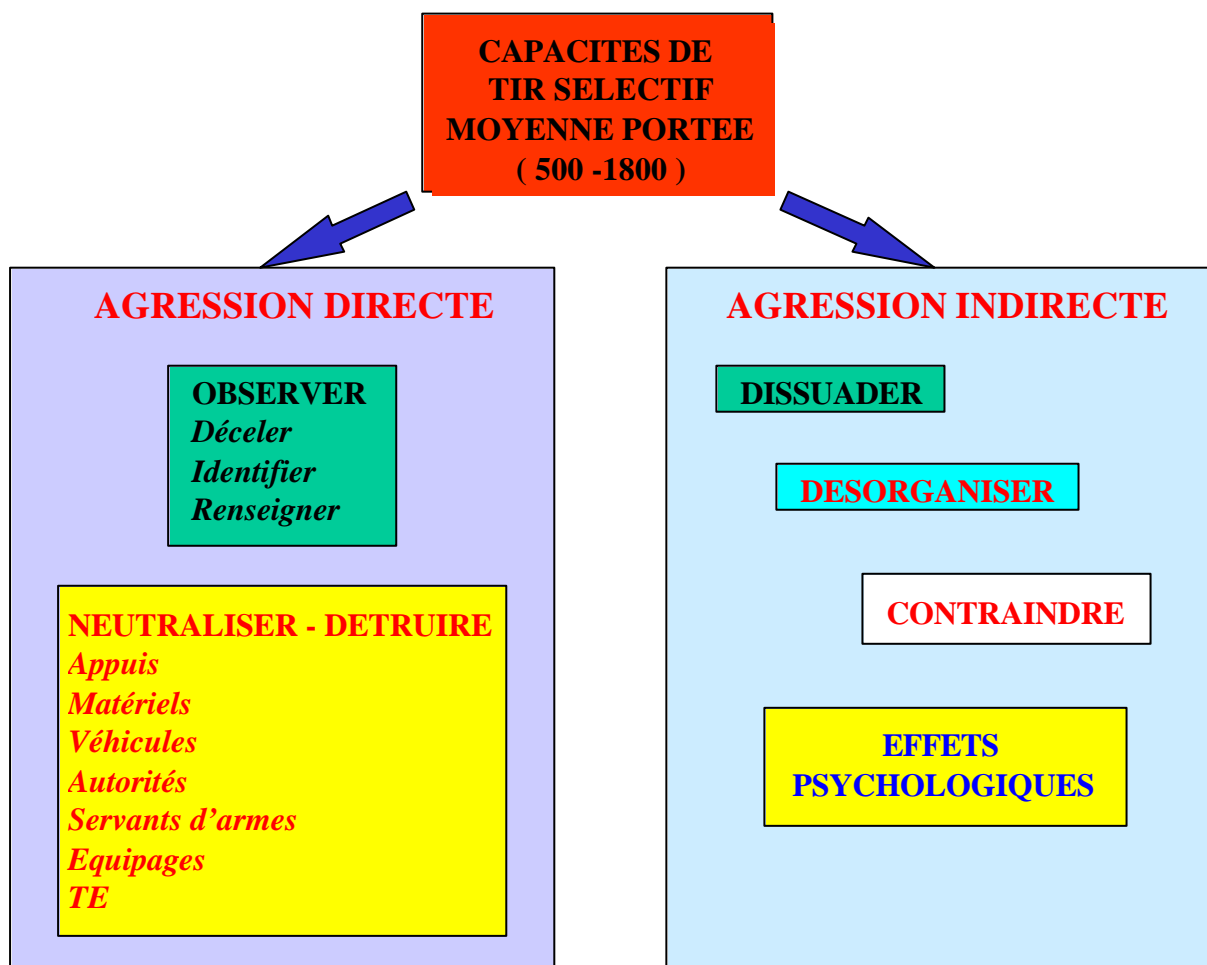 CAPACITES DE
TIR SELECTIF
MOYENNE PORTEE
( 500 -1800 )
AGRESSION DIRECTE
OBSERVER
Déceler
Identifier
Renseigner
NEUTRALISER - DETRUIRE
Appuis
Matériels
Véhicules
Autorités
Servants d’armes
Equipages
TE
AGRESSION INDIRECTE
DISSUADER
DESORGANISER
CONTRAINDRE
EFFETS
PSYCHOLOGIQUES